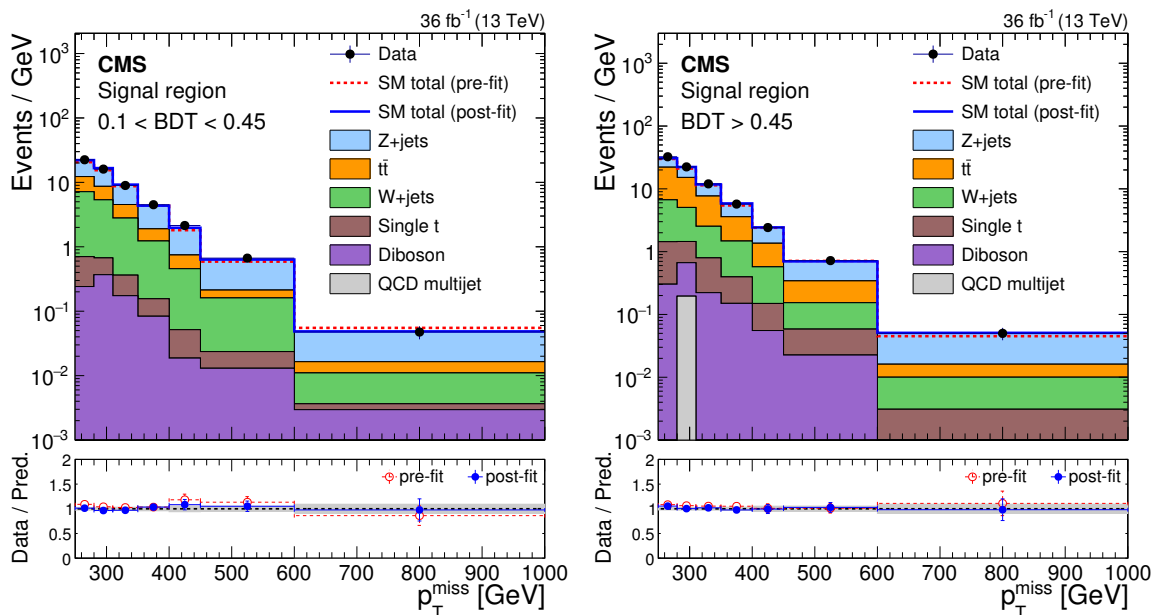 36 fb⁻¹ (13 TeV)
Events / GeV
10³
10²
10
1
10⁻¹
10⁻²
10⁻³
CMS
Signal region
0.1 < BDT < 0.45
Data
SM total (pre-fit)
SM total (post-fit)
Z+jets
tt̄
W+jets
Single t
Diboson
QCD multijet
Data / Pred.
2
1.5
1
0.5
0
pre-fit
post-fit
300 400 500 600 700 800 900 1000
p_T^miss [GeV]
36 fb⁻¹ (13 TeV)
Events / GeV
10³
10²
10
1
10⁻¹
10⁻²
10⁻³
CMS
Signal region
BDT > 0.45
Data
SM total (pre-fit)
SM total (post-fit)
Z+jets
tt̄
W+jets
Single t
Diboson
QCD multijet
Data / Pred.
2
1.5
1
0.5
0
pre-fit
post-fit
300 400 500 600 700 800 900 1000
p_T^miss [GeV]